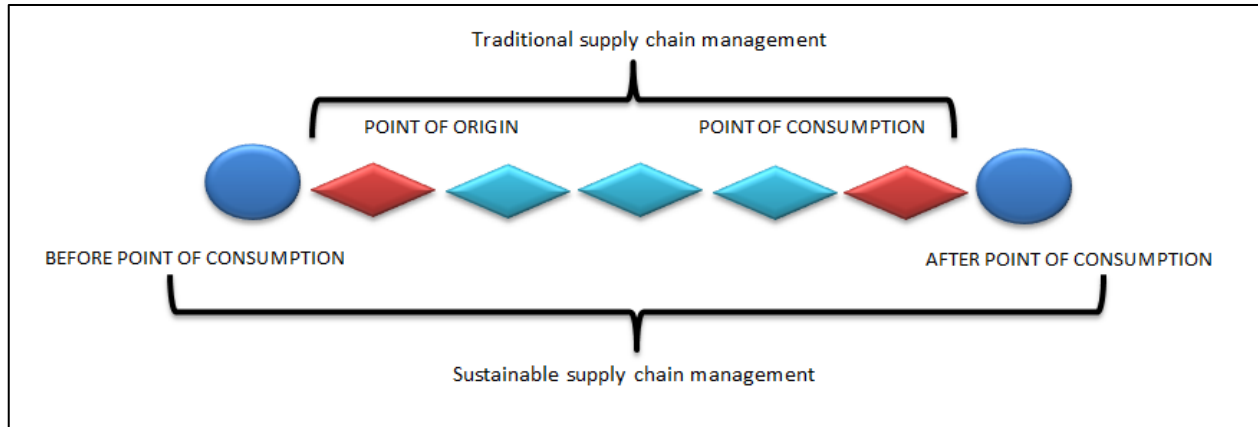 Traditional supply chain management
POINT OF ORIGIN
POINT OF CONSUMPTION
BEFORE POINT OF CONSUMPTION
AFTER POINT OF CONSUMPTION
Sustainable supply chain management